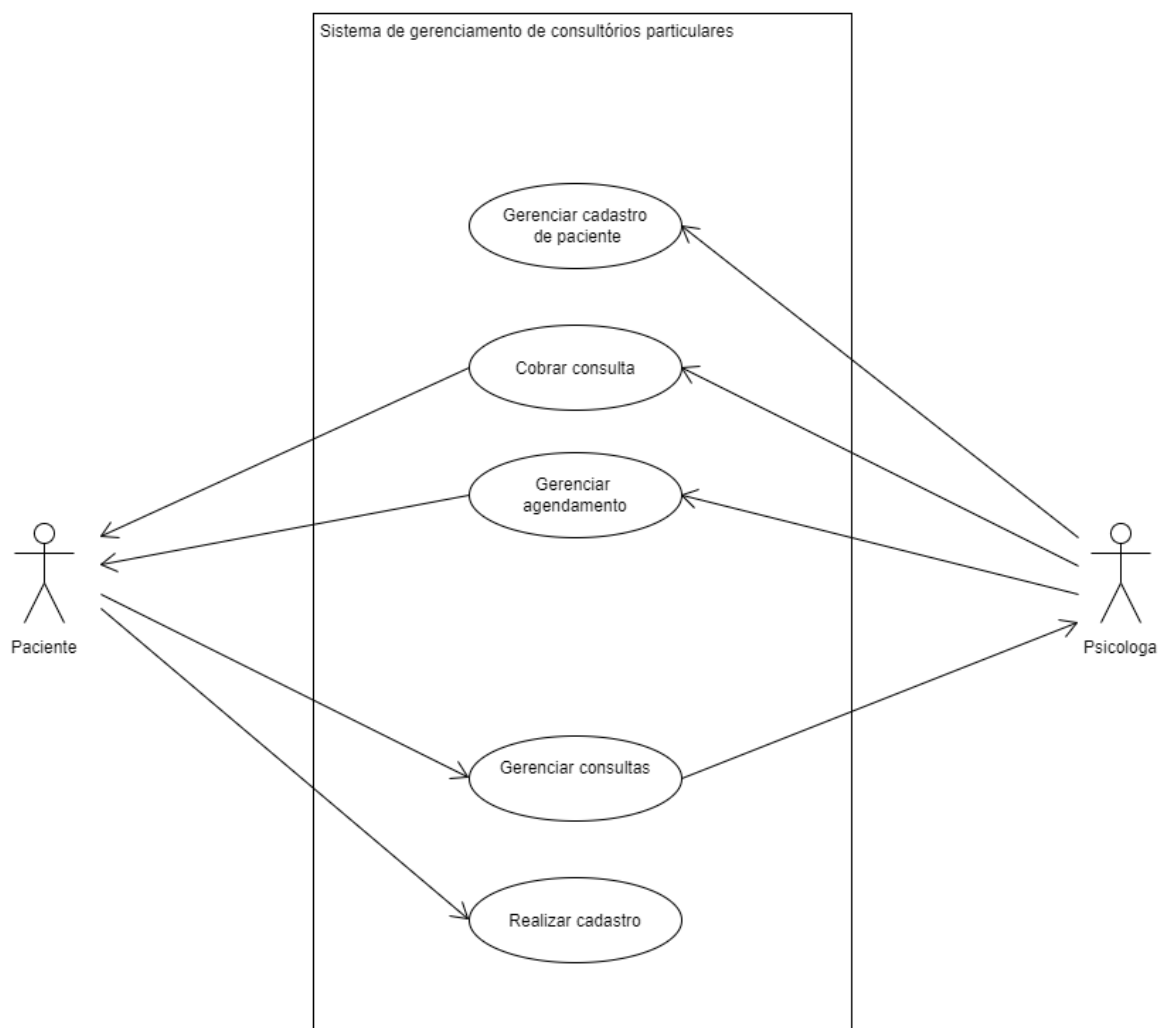 Sistema de gerenciamento de consultórios particulares
Gerenciar cadastro
de paciente
Cobrar consulta
Gerenciar
agendamento
Paciente
Psicologa
Gerenciar consultas
Realizar cadastro